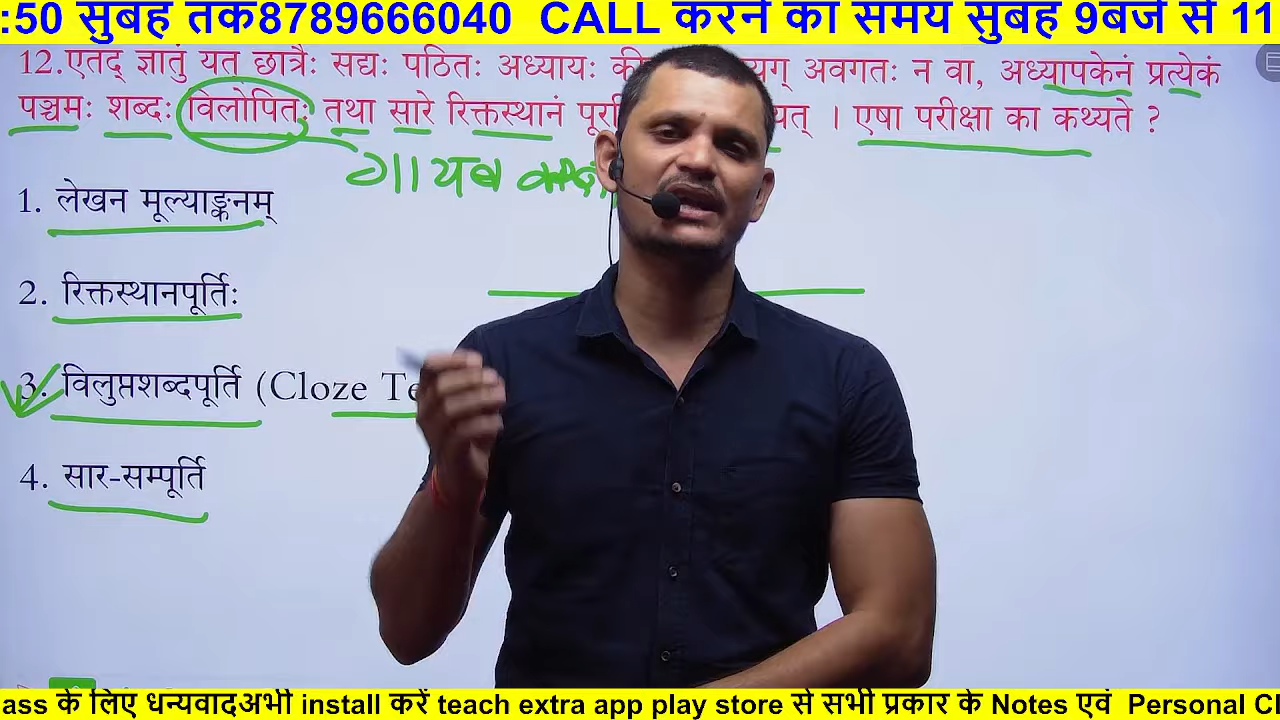 :50 सुबह तक8789666040 CALL करने का समय सुबह 9बजे से 11
12.एतद् ज्ञातुं यत् छात्रैः सद्यः पठितः अध्यायः अवगतः न वा, अध्यापकेनं प्रत्येकं
पञ्चमः शब्दः विलोपितः तथा सारे रिक्तस्थानं । एषा परीक्षा का कथ्यते ?
गायब
1. लेखन मूल्याङ्कनम्
2. रिक्तस्थानपूर्तिः
3. विलुप्तशब्दपूर्ति (Cloze
4. सार-सम्पूर्ति
ass के लिए धन्यवादअभी install करें teach extra app play store से सभी प्रकार के Notes एवं Personal Cl